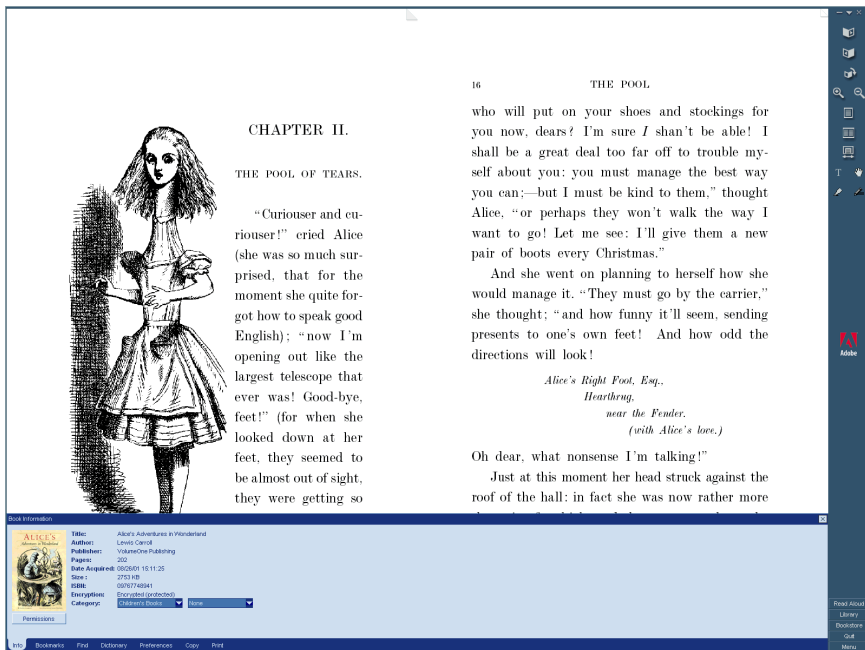 CHAPTER II.
THE POOL OF TEARS.
“Curiouser and cu-
riouser!” cried Alice
(she was so much sur-
prised, that for the
moment she quite for-
got how to speak good
English); “now I’m
opening out like the
largest telescope that
ever was! Good-bye,
feet!” (for when she
looked down at her
feet, they seemed to
be almost out of sight,
they were getting so
16 THE POOL
who will put on your shoes and stockings for
you now, dears? I’m sure I shan’t be able! I
shall be a great deal too far off to trouble my-
self about you: you must manage the best way
you can;—but I must be kind to them,” thought
Alice, “or perhaps they won’t walk the way I
want to go! Let me see: I’ll give them a new
pair of boots every Christmas.”
And she went on planning to herself how she
would manage it. “They must go by the carrier,”
she thought; “and how funny it’ll seem, sending
presents to one’s own feet! And how odd the
directions will look!
Alice’s Right Foot, Esq.,
Hearthrug,
near the Fender.
(with Alice’s love.)
Oh dear, what nonsense I’m talking!”
Just at this moment her head struck against the
roof of the hall: in fact she was now rather more
T
Adobe
Read Aloud
Library
Bookstore
Quit
Menu
Book Information
ALICE'S
Title: Alice's Adventures in Wonderland
Author: Lewis Carroll
Publisher: VolumeOne Publishing
Pages: 202
Date Acquired: 08/26/01 15:11:25
Size : 2753 KB
ISBN: 09767748941
Encryption: Encrypted (protected)
Category: Children's Books None
Permissions
Info Bookmarks Find Dictionary Preferences Copy Print